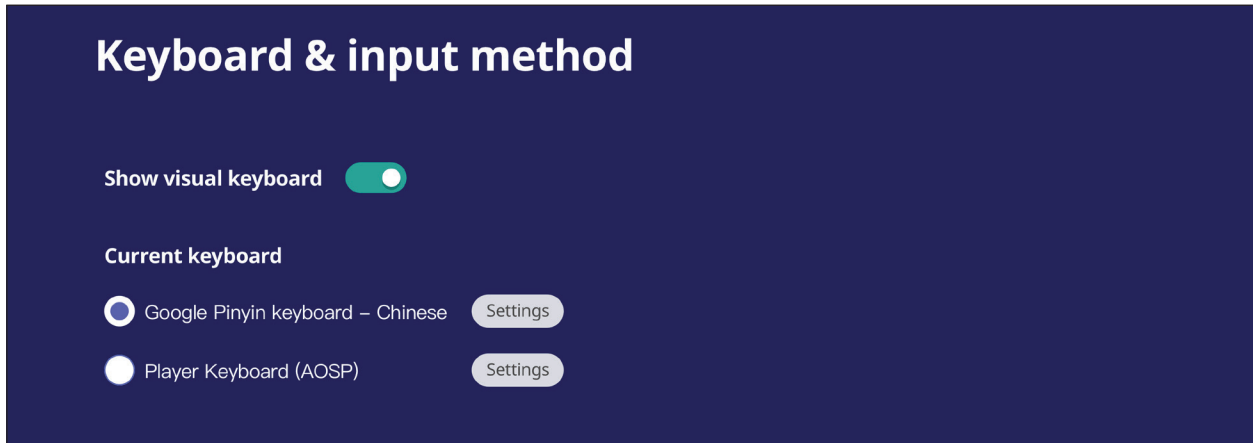 Keyboard & input method
Show visual keyboard
Current keyboard
Google Pinyin keyboard – Chinese Settings
Player Keyboard (AOSP) Settings